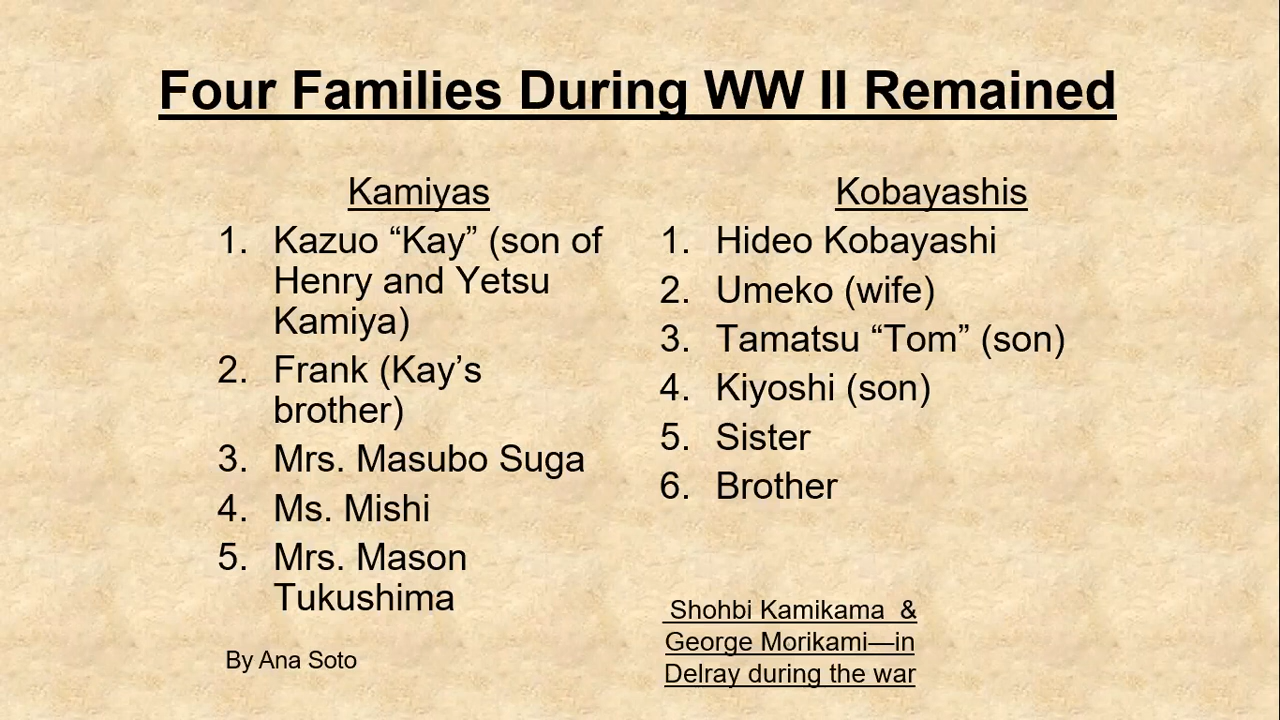 Four Families During WW II Remained
Kamiyas
1. Kazuo “Kay” (son of
Henry and Yetsu
Kamiya)
2. Frank (Kay’s
brother)
3. Mrs. Masubo Suga
4. Ms. Mishi
5. Mrs. Mason
Tukushima
By Ana Soto
Kobayashis
1. Hideo Kobayashi
2. Umeko (wife)
3. Tamatsu “Tom” (son)
4. Kiyoshi (son)
5. Sister
6. Brother
Shohbi Kamikama &
George Morikami—in
Delray during the war